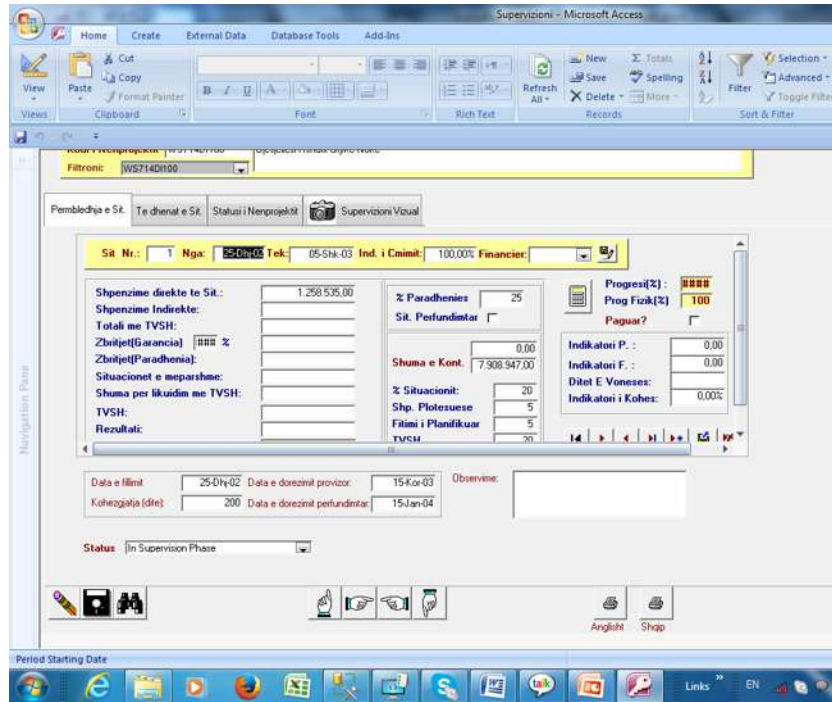 Supervizioni - Microsoft Access
Home Create External Data Database Tools Add-Ins
View
Paste
Cut
Copy
Format Painter
B I U
Refresh All
New
Save
Delete
Totals
Spelling
More
Filter
Selection
Advanced
Toggle Filte
Views Clipboard Font Rich Text Records Sort & Filter
Filtroni: WS714DI100
Permbledhja e Sit. Te dhenat e Sit. Statusi i Nenprojektit Supervizioni Vizual
Sit Nr.: 1 Nga: 25-Dhj-02 Tek: 05-Shk-03 Ind. i Cmimit: 100,00% Financier:
Shpenzime direkte te Sit.: 1.258.535,00
Shpenzime Indirekte:
Totali me TVSH:
Zbritjet(Garancia) ### %
Zbritjet(Paradhenia):
Situacionet e meparshme:
Shuma per likuidim me TVSH:
TVSH:
Rezultati:
% Paradhenies 25
Sit. Perfundimtar
0,00
Shuma e Kont. 7.908.947,00
% Situacionit: 20
Shp. Plotesuese 5
Fitimi i Planifikuar 5
TVSH 20
Progresi(%) : ####
Prog Fizik(%) 100
Paguar?
Indikatori P. : 0,00
Indikatori F. : 0,00
Ditet E Voneses:
Indikatori i Kohes: 0,00%
Data e fillimit 25-Dhj-02 Data e dorezimit provizor: 15-Kor-03 Observime:
Kohezgjatja (dite): 200 Data e dorezimit perfundimtar: 15-Jan-04
Status In Supervision Phase
Anglisht Shqip
Navigation Pane
Period Starting Date
talk
Links
EN